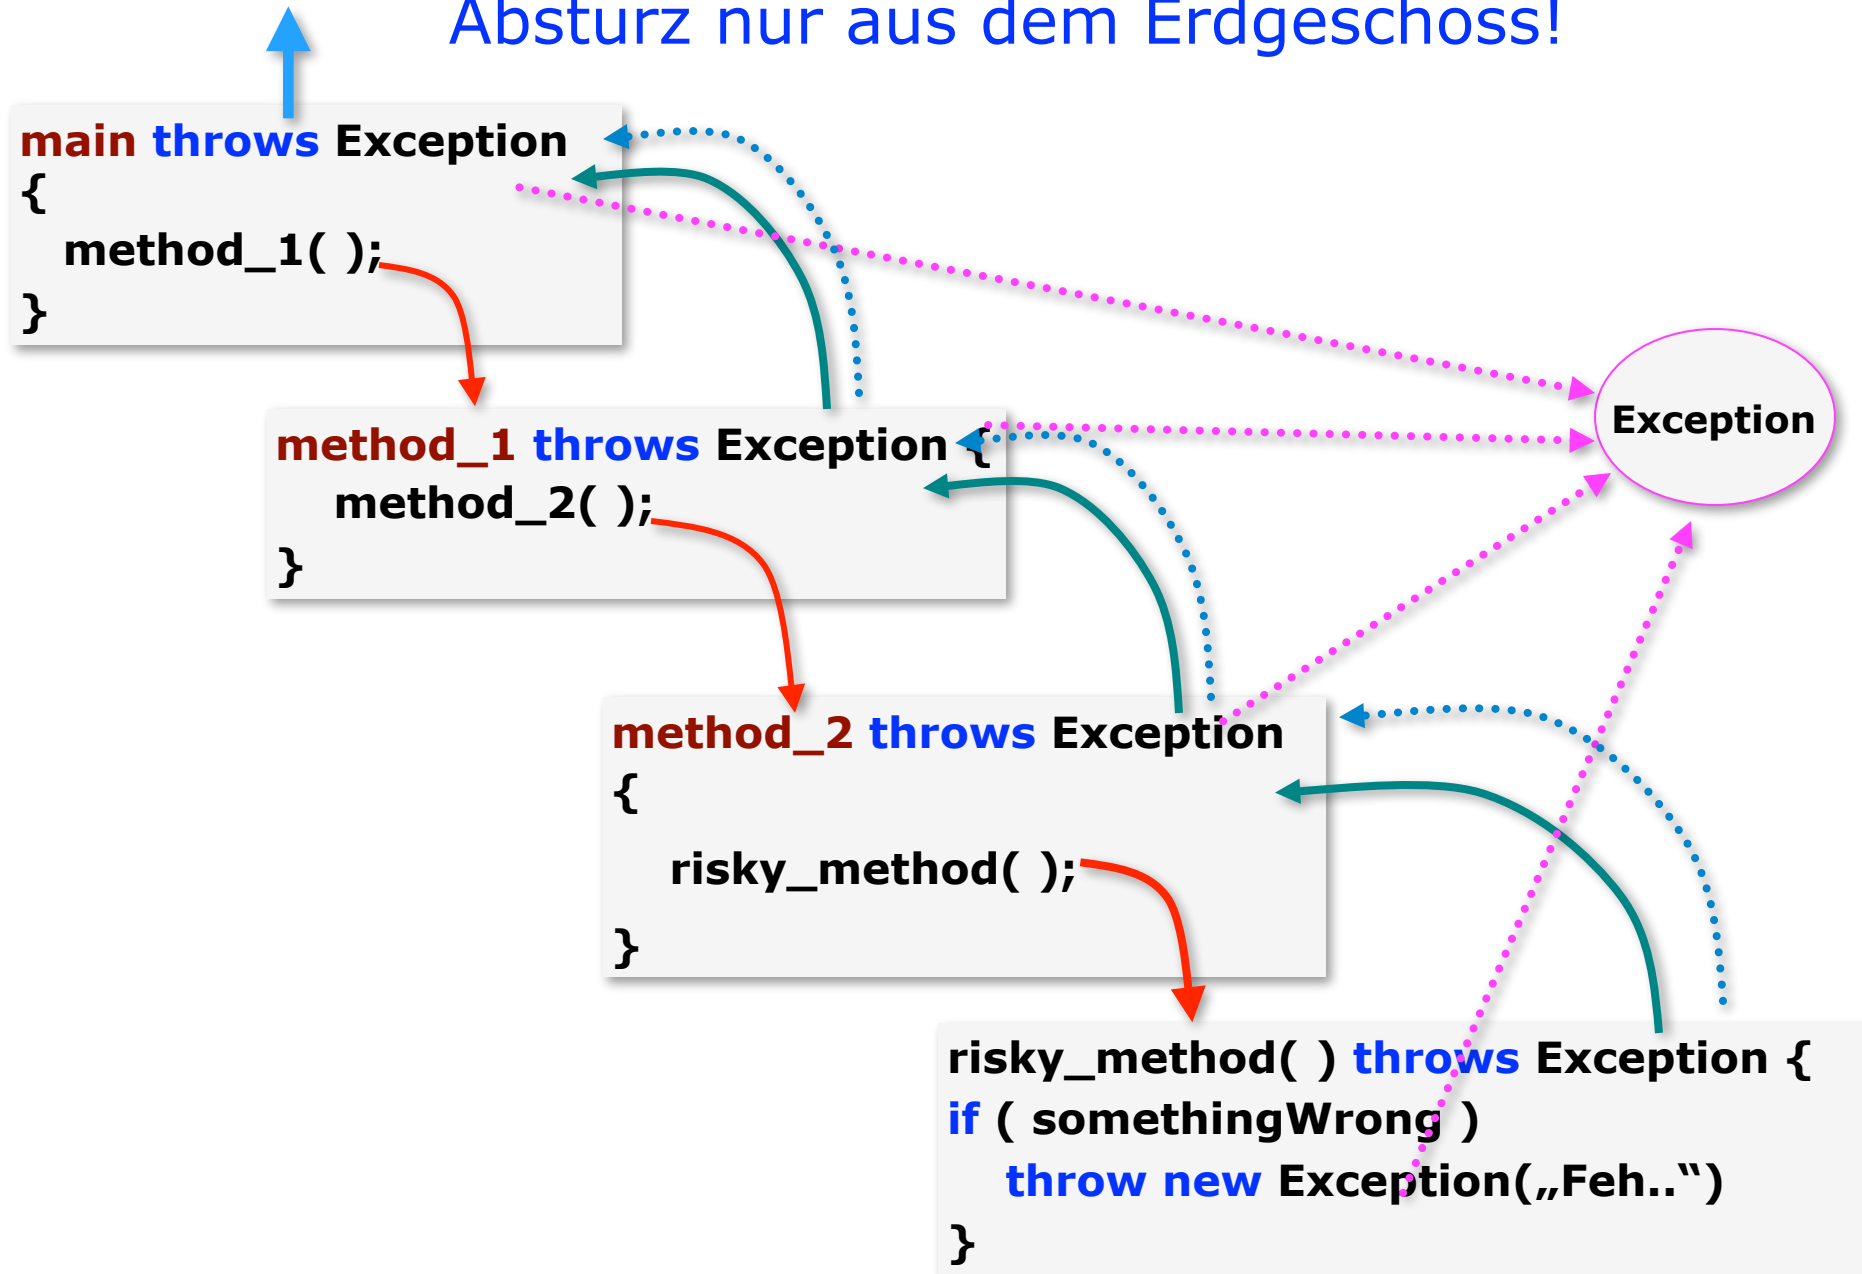 Absturz nur aus dem Erdgeschoss!
main throws Exception
{
method_1( );
}
method_1 throws Exception {
method_2( );
}
Exception
method_2 throws Exception
{
risky_method( );
}
risky_method( ) throws Exception {
if ( somethingWrong )
throw new Exception(„Feh..“)
}